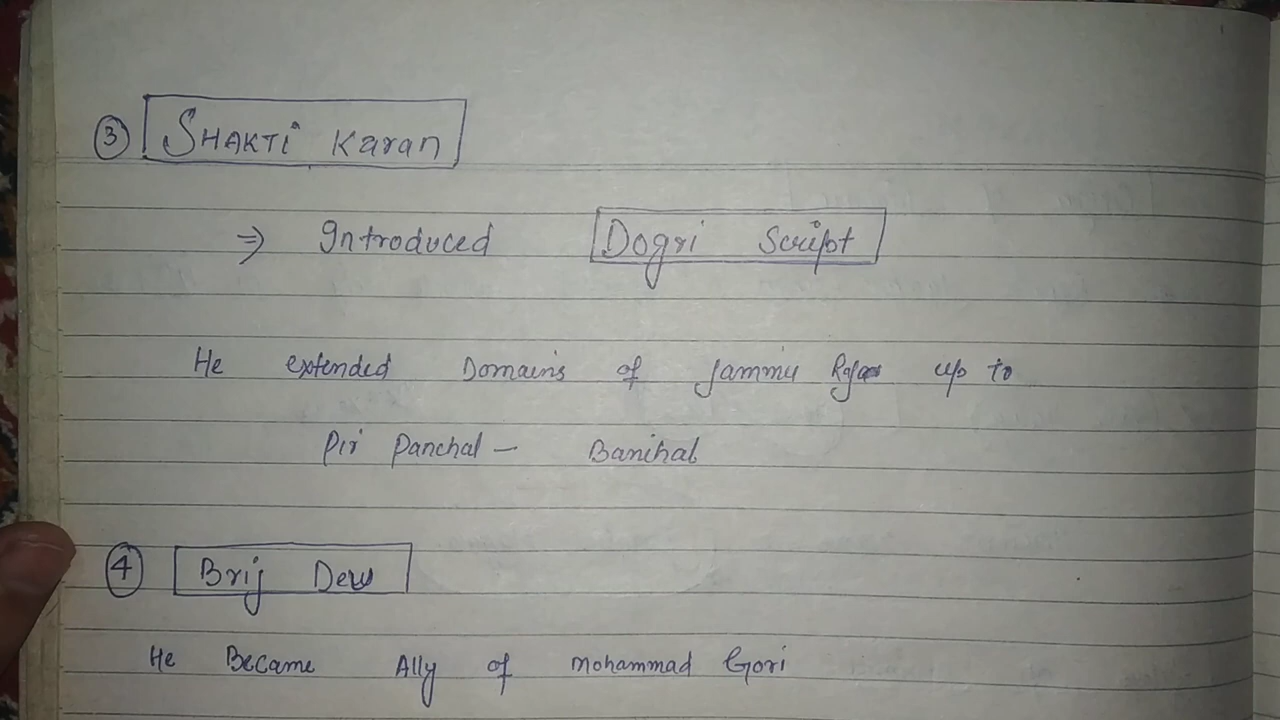 ③ SHAKTi Karan
⇒ Introduced Dogri Script
He extended Domains of Jammu Rajas up to
Pir Panchal - Banihal
④ Brij Dew
He Became Ally of Mohammad Gori